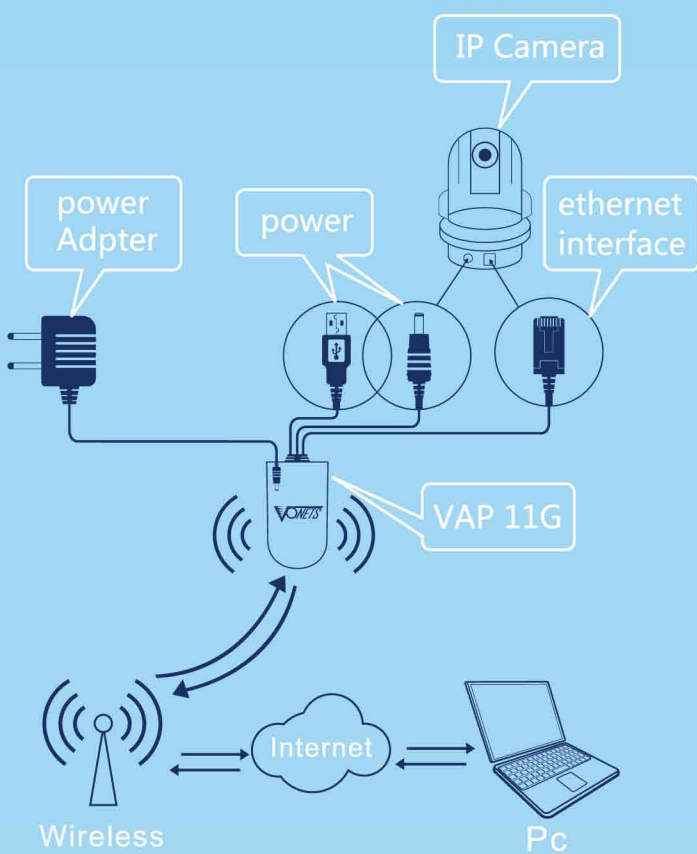 IP Camera
power
Adpter
power
ethernet
interface
VONETS
VAP 11G
Internet
Wireless
Pc